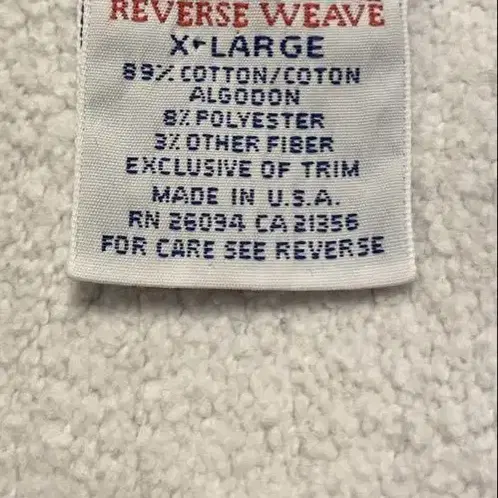 REVERSE WEAVE
X-LARGE
89% COTTON/COTON
ALGODON
8% POLYESTER
3% OTHER FIBER
EXCLUSIVE OF TRIM
MADE IN U.S.A.
RN 26094 CA 21356
FOR CARE SEE REVERSE